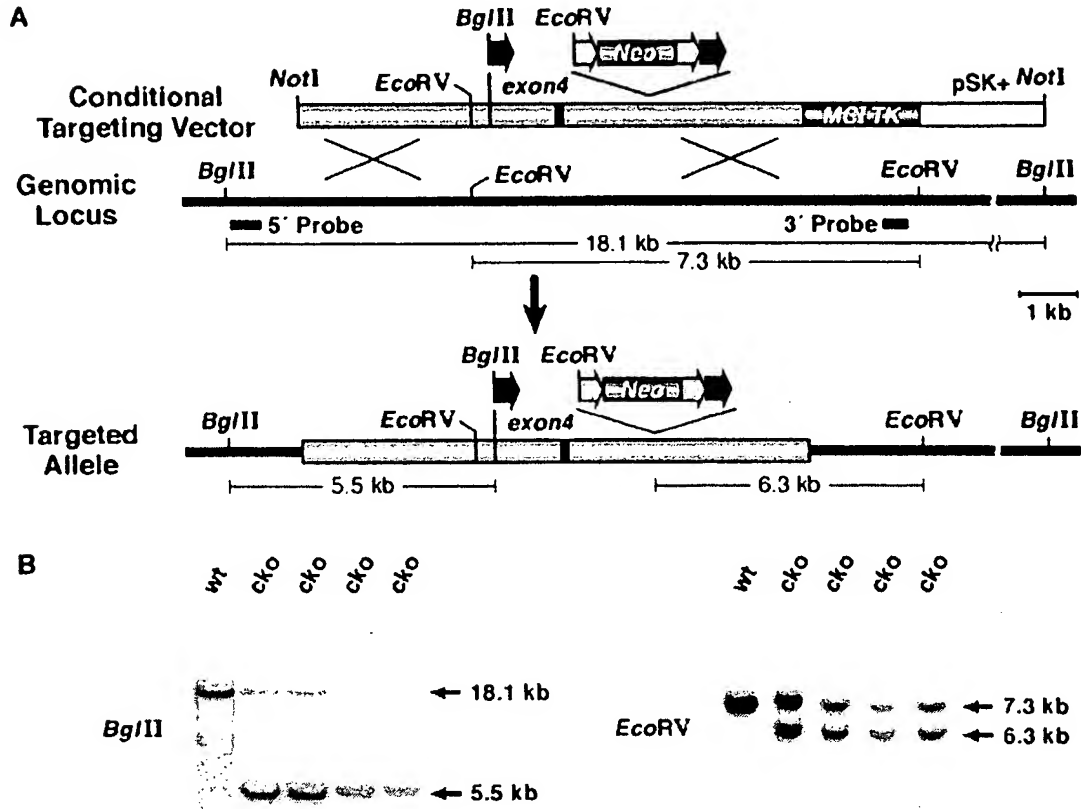 A
BglII EcoRV
Neo
NotI EcoRV exon4 pSK+ NotI
Conditional
Targeting Vector
MCI-TK
BglII EcoRV EcoRV BglII
Genomic
Locus
5´ Probe 3´ Probe
18.1 kb
7.3 kb
1 kb
BglII EcoRV
Neo
BglII EcoRV exon4 EcoRV BglII
Targeted
Allele
5.5 kb 6.3 kb
B
wt cko cko cko cko wt cko cko cko cko
18.1 kb 7.3 kb
BglII EcoRV 6.3 kb
5.5 kb